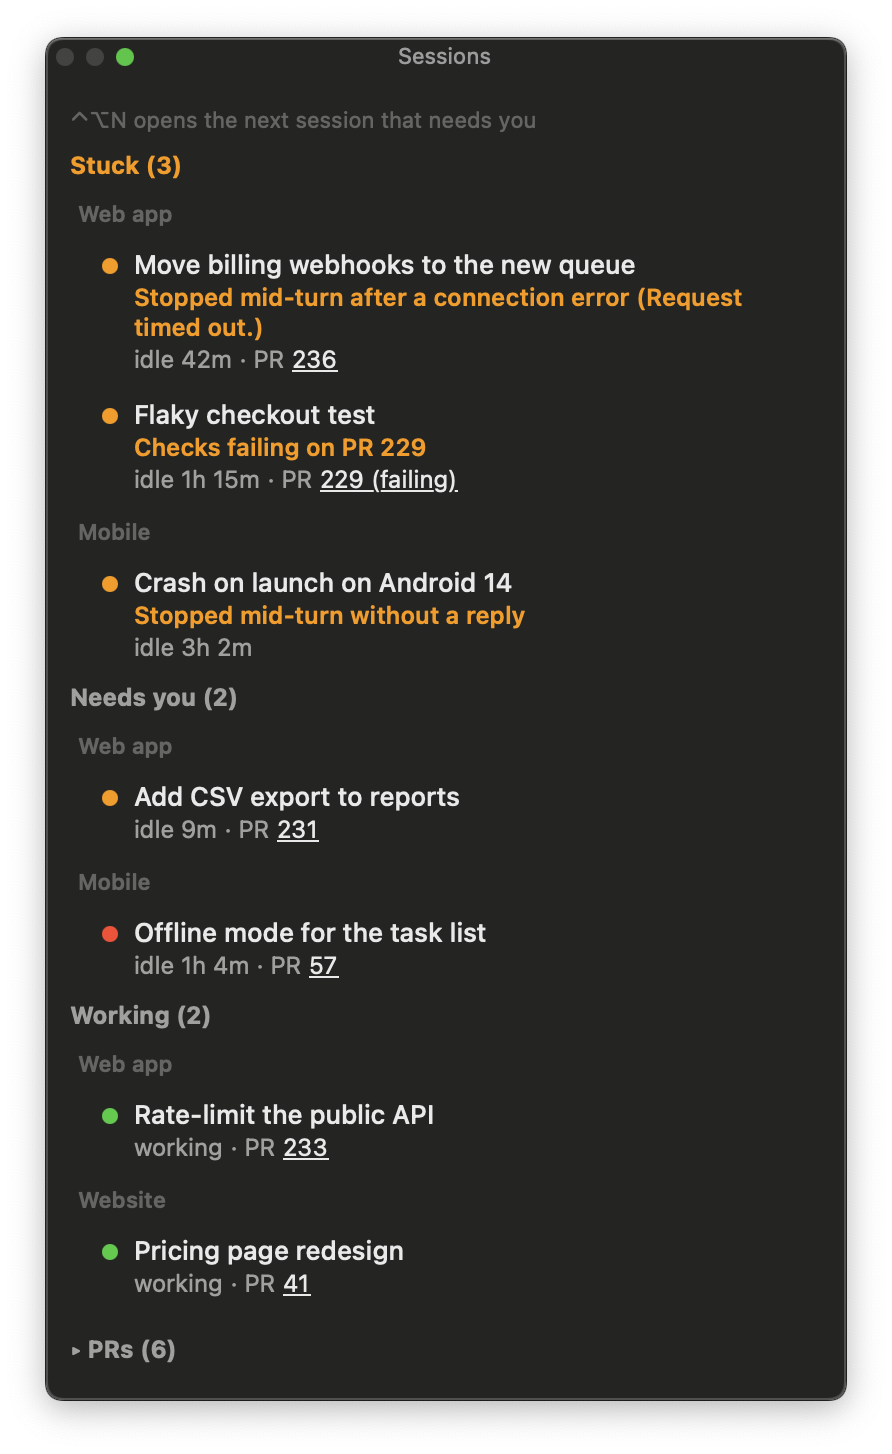 Sessions
^⌥N opens the next session that needs you
Stuck (3)
Web app
Move billing webhooks to the new queue
Stopped mid-turn after a connection error (Request
timed out.)
idle 42m · PR 236
Flaky checkout test
Checks failing on PR 229
idle 1h 15m · PR 229 (failing)
Mobile
Crash on launch on Android 14
Stopped mid-turn without a reply
idle 3h 2m
Needs you (2)
Web app
Add CSV export to reports
idle 9m · PR 231
Mobile
Offline mode for the task list
idle 1h 4m · PR 57
Working (2)
Web app
Rate-limit the public API
working · PR 233
Website
Pricing page redesign
working · PR 41
▸ PRs (6)